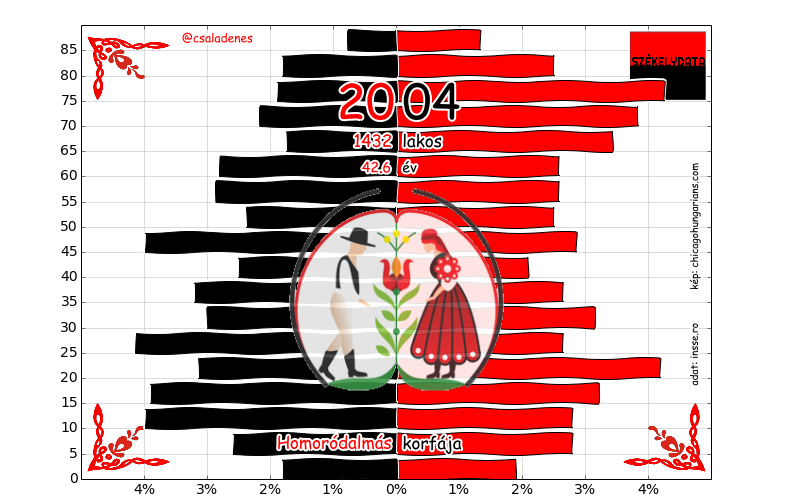 @csaladenes
SZÉKELYDATA
85
80
75
2004
70
1432 lakos
65
42.6 év
60
55
50
45
40
35
30
25
20
15
10
5
0
Homoródalmás korfája
kép: chicagohungarians.com
adat: insse.ro
4% 3% 2% 1% 0% 1% 2% 3% 4%